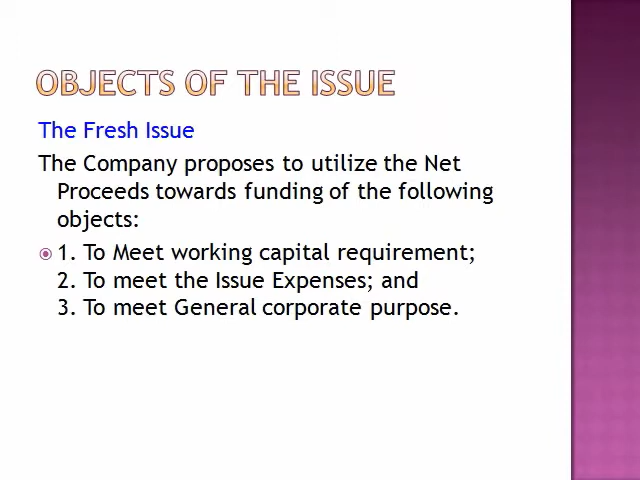 OBJECTS OF THE ISSUE
The Fresh Issue
The Company proposes to utilize the Net
Proceeds towards funding of the following
objects:
1. To Meet working capital requirement;
2. To meet the Issue Expenses; and
3. To meet General corporate purpose.